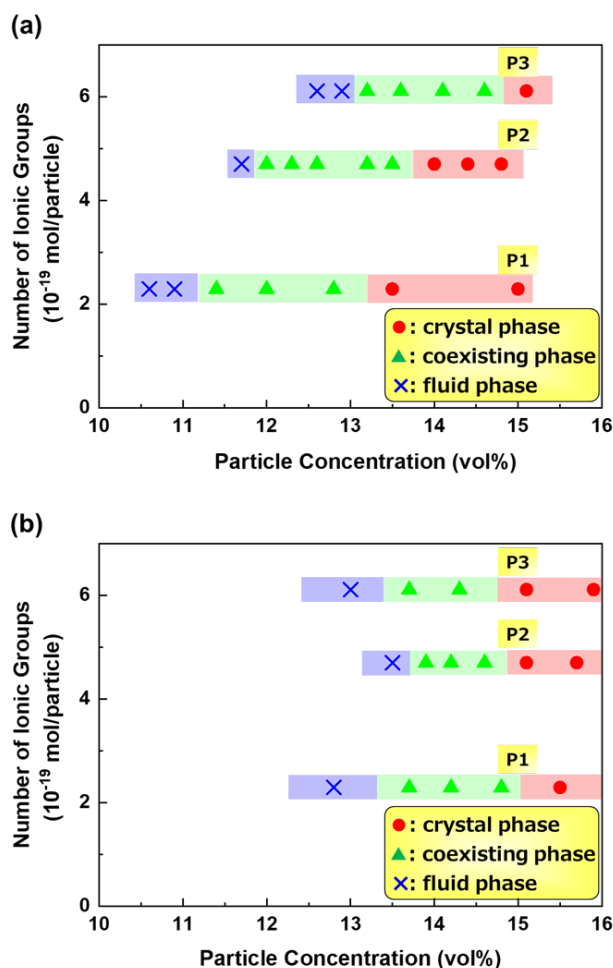 (a)
Number of Ionic Groups
(10⁻¹⁹ mol/particle)
6
4
2
0
P3
P2
P1
● : crystal phase
▲ : coexisting phase
× : fluid phase
10 11 12 13 14 15 16
Particle Concentration (vol%)
(b)
Number of Ionic Groups
(10⁻¹⁹ mol/particle)
6
4
2
0
P3
P2
P1
● : crystal phase
▲ : coexisting phase
× : fluid phase
10 11 12 13 14 15 16
Particle Concentration (vol%)